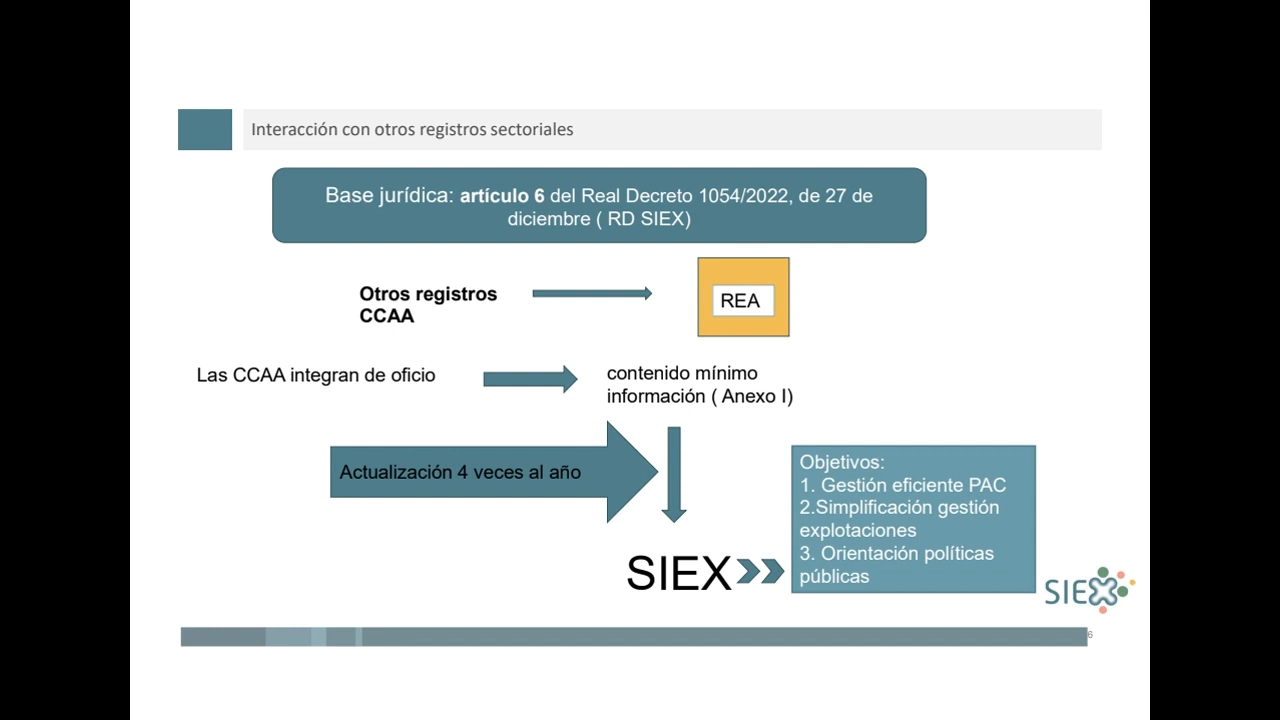 Interacción con otros registros sectoriales
Base jurídica: artículo 6 del Real Decreto 1054/2022, de 27 de
diciembre ( RD SIEX)
Otros registros
CCAA
REA
Las CCAA integran de oficio
contenido mínimo
información ( Anexo I)
Actualización 4 veces al año
Objetivos:
1. Gestión eficiente PAC
2.Simplificación gestión
explotaciones
3. Orientación políticas
públicas
SIEX
SIEX
6